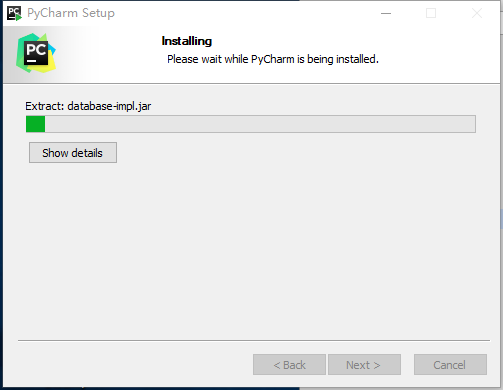 PC PyCharm Setup
PC
Installing
Please wait while PyCharm is being installed.
Extract: database-impl.jar
Show details
< Back
Next >
Cancel